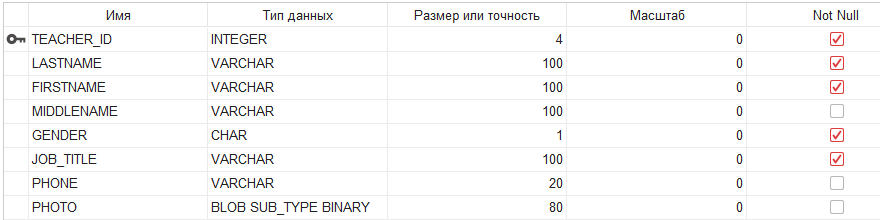 Имя Тип данных Размер или точность Масштаб Not Null
TEACHER_ID INTEGER 4 0
LASTNAME VARCHAR 100 0
FIRSTNAME VARCHAR 100 0
MIDDLENAME VARCHAR 100 0
GENDER CHAR 1 0
JOB_TITLE VARCHAR 100 0
PHONE VARCHAR 20 0
PHOTO BLOB SUB_TYPE BINARY 80 0